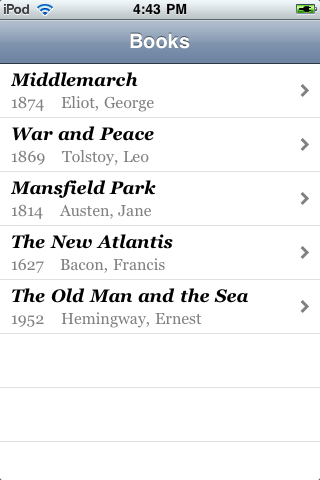 iPod 4:43 PM
Books
Middlemarch
1874 Eliot, George
War and Peace
1869 Tolstoy, Leo
Mansfield Park
1814 Austen, Jane
The New Atlantis
1627 Bacon, Francis
The Old Man and the Sea
1952 Hemingway, Ernest